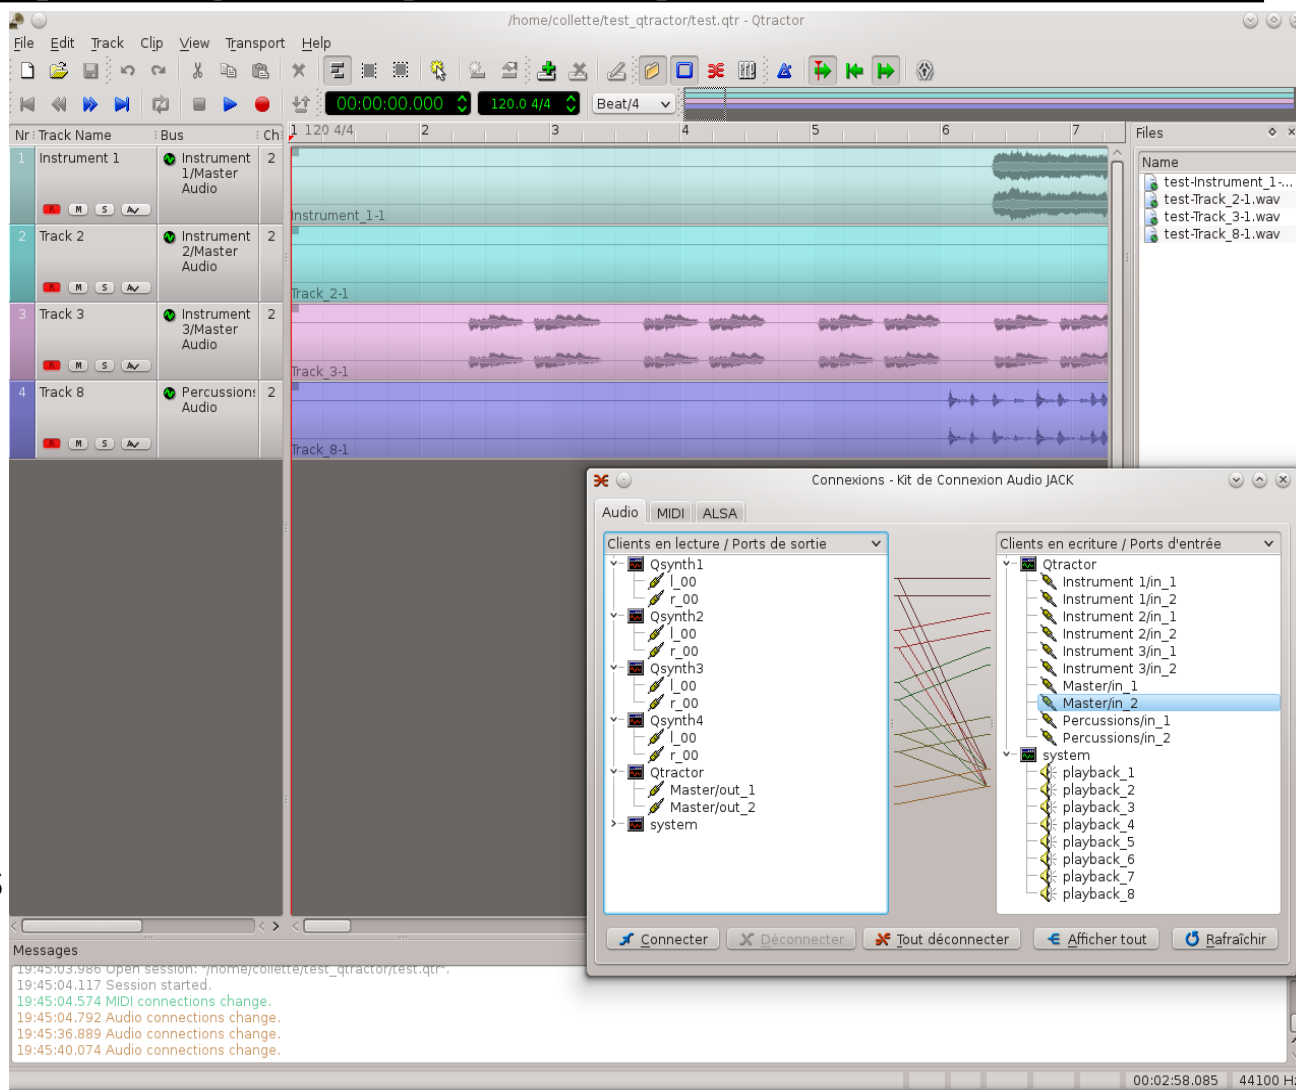 /home/collette/test_qtractor/test.qtr - Qtractor
File Edit Track Clip View Transport Help
00:00:00.000 120.0 4/4 Beat/4
Nr Track Name Bus Ch
1 120 4/4 2 3 4 5 6 7
Files
Name
test-Instrument_1-...
test-Track_2-1.wav
test-Track_3-1.wav
test-Track_8-1.wav
1 Instrument 1 Instrument 2
1/Master
Audio
R M S A
Instrument_1-1
2 Track 2 Instrument 2
2/Master
Audio
R M S A
Track_2-1
3 Track 3 Instrument 2
3/Master
Audio
R M S A
Track_3-1
4 Track 8 Percussions 2
Audio
R M S A
Track_8-1
Connexions - Kit de Connexion Audio JACK
Audio MIDI ALSA
Clients en lecture / Ports de sortie
Qsynth1
l_00
r_00
Qsynth2
l_00
r_00
Qsynth3
l_00
r_00
Qsynth4
l_00
r_00
Qtractor
Master/out_1
Master/out_2
system
Clients en ecriture / Ports d'entrée
Qtractor
Instrument 1/in_1
Instrument 1/in_2
Instrument 2/in_1
Instrument 2/in_2
Instrument 3/in_1
Instrument 3/in_2
Master/in_1
Master/in_2
Percussions/in_1
Percussions/in_2
system
playback_1
playback_2
playback_3
playback_4
playback_5
playback_6
playback_7
playback_8
Connecter Déconnecter Tout déconnecter Afficher tout Rafraîchir
Messages
19:45:03.986 Open session: "/home/collette/test_qtractor/test.qtr".
19:45:04.117 Session started.
19:45:04.574 MIDI connections change.
19:45:04.792 Audio connections change.
19:45:36.889 Audio connections change.
19:45:40.074 Audio connections change.
00:02:58.085 44100 H